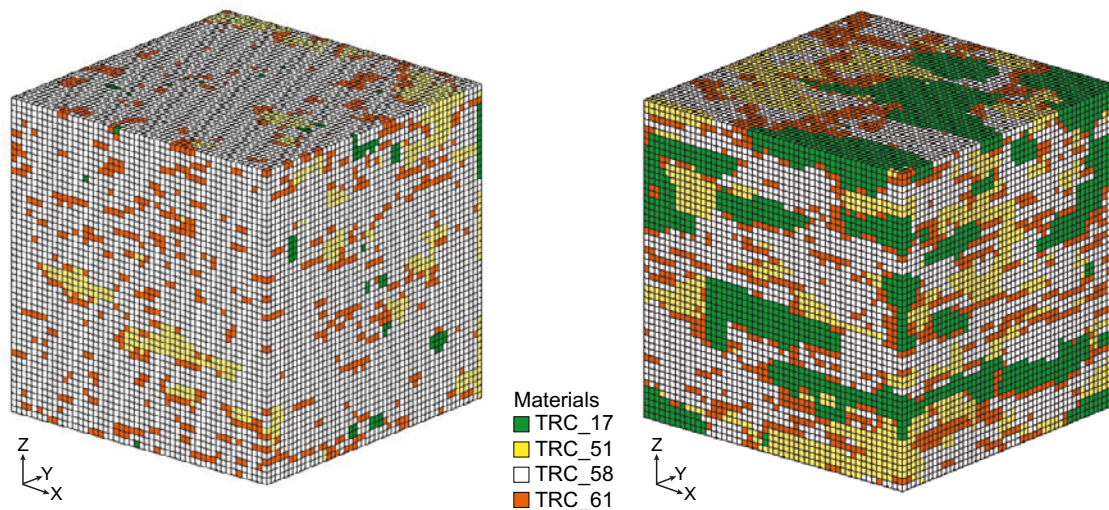 Materials
TRC_17
TRC_51
TRC_58
TRC_61
Z
Y
X
Z
Y
X